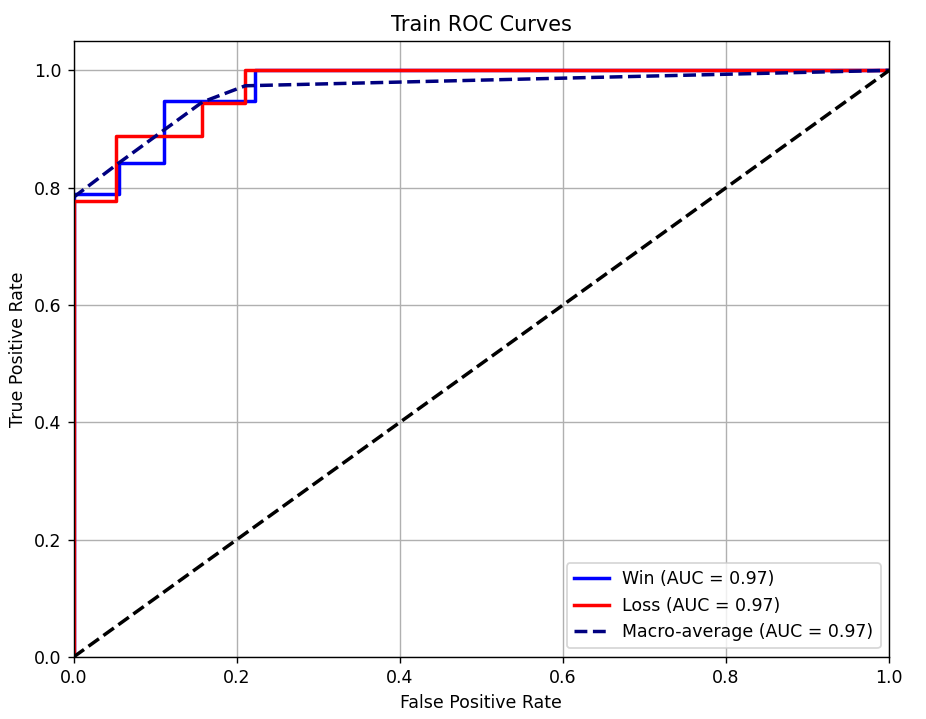 Train ROC Curves
True Positive Rate
1.0
0.8
0.6
0.4
0.2
0.0
0.0 0.2 0.4 0.6 0.8 1.0
False Positive Rate
Win (AUC = 0.97)
Loss (AUC = 0.97)
Macro-average (AUC = 0.97)